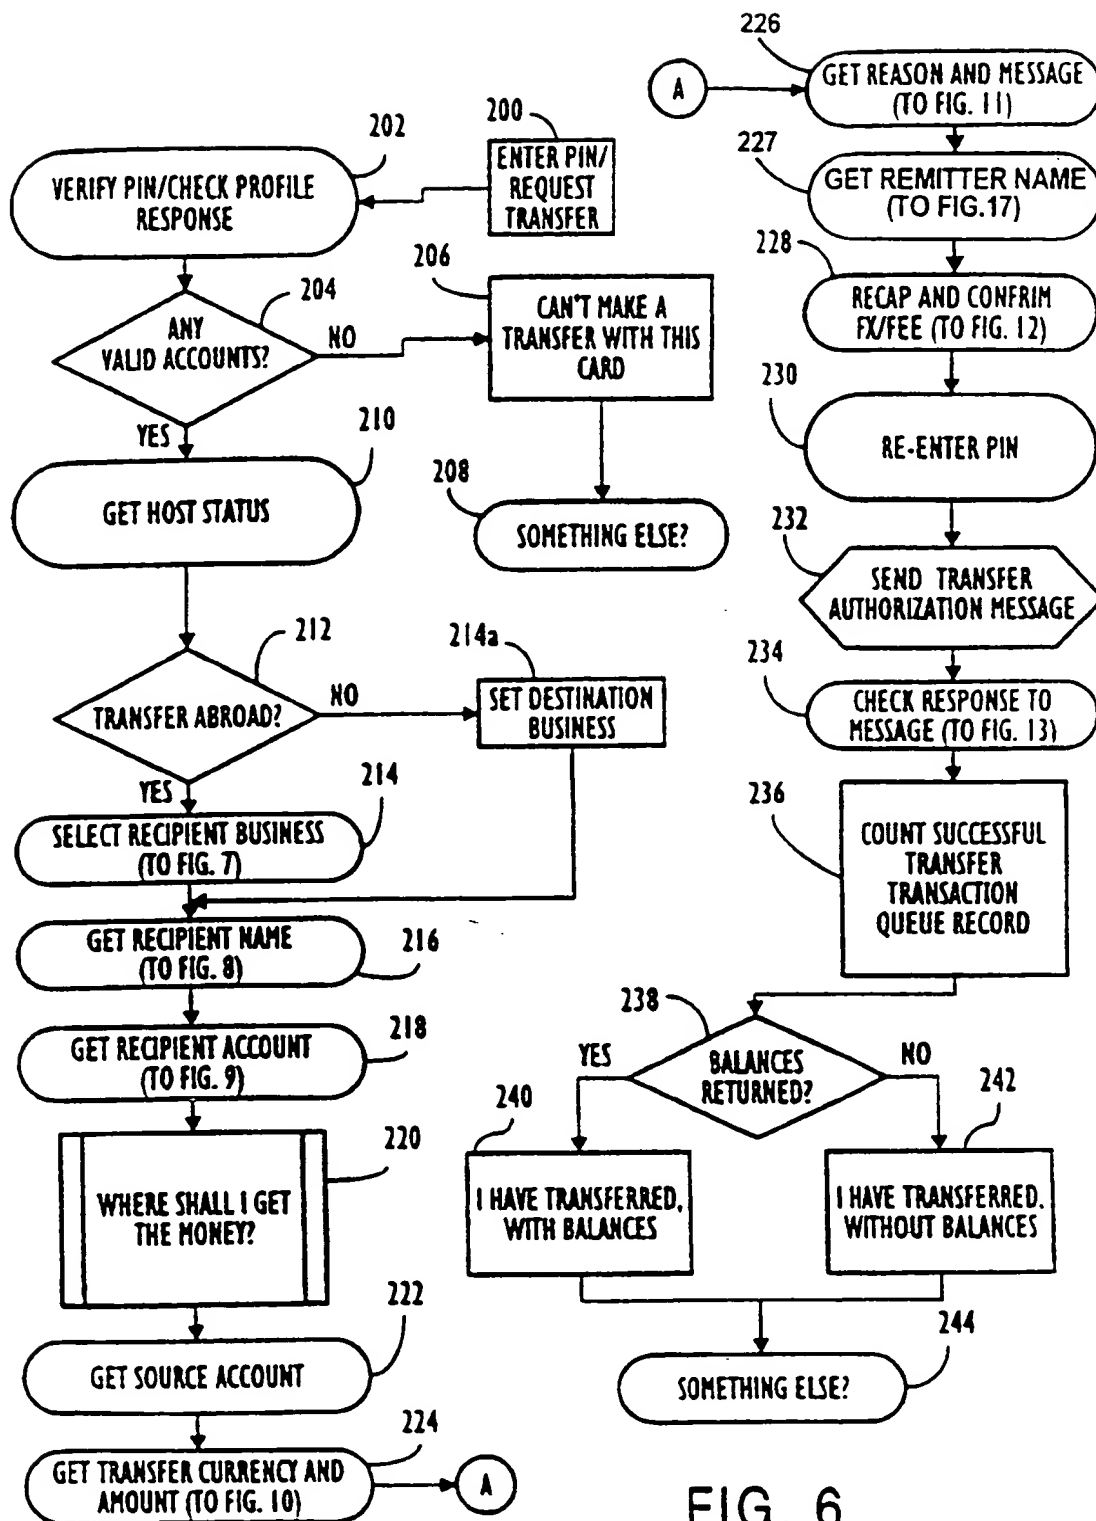 200
ENTER PIN/
REQUEST
TRANSFER
202
VERIFY PIN/CHECK PROFILE
RESPONSE
204
ANY
VALID ACCOUNTS?
NO
YES
206
CAN'T MAKE A
TRANSFER WITH THIS
CARD
208
SOMETHING ELSE?
210
GET HOST STATUS
212
TRANSFER ABROAD?
NO
YES
214a
SET DESTINATION
BUSINESS
214
SELECT RECIPIENT BUSINESS
(TO FIG. 7)
216
GET RECIPIENT NAME
(TO FIG. 8)
218
GET RECIPIENT ACCOUNT
(TO FIG. 9)
220
WHERE SHALL I GET
THE MONEY?
222
GET SOURCE ACCOUNT
224
GET TRANSFER CURRENCY AND
AMOUNT (TO FIG. 10)
A
A
226
GET REASON AND MESSAGE
(TO FIG. 11)
227
GET REMITTER NAME
(TO FIG.17)
228
RECAP AND CONFRIM
FX/FEE (TO FIG. 12)
230
RE-ENTER PIN
232
SEND TRANSFER
AUTHORIZATION MESSAGE
234
CHECK RESPONSE TO
MESSAGE (TO FIG. 13)
236
COUNT SUCCESSFUL
TRANSFER
TRANSACTION
QUEUE RECORD
238
BALANCES
RETURNED?
YES
NO
240
I HAVE TRANSFERRED,
WITH BALANCES
242
I HAVE TRANSFERRED.
WITHOUT BALANCES
244
SOMETHING ELSE?
FIG 6